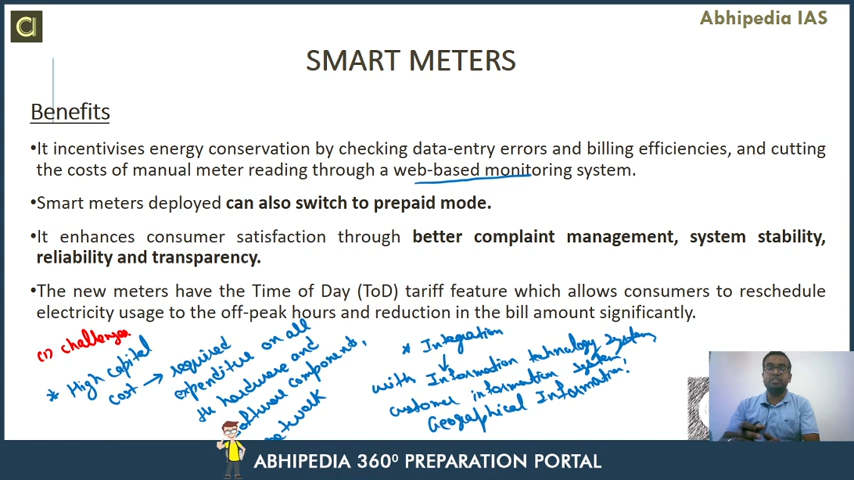 Abhipedia IAS
SMART METERS
Benefits
•It incentivises energy conservation by checking data-entry errors and billing efficiencies, and cutting
the costs of manual meter reading through a web-based monitoring system.
•Smart meters deployed can also switch to prepaid mode.
•It enhances consumer satisfaction through better complaint management, system stability,
reliability and transparency.
•The new meters have the Time of Day (ToD) tariff feature which allows consumers to reschedule
electricity usage to the off-peak hours and reduction in the bill amount significantly.
(1) challenges
* High capital
cost → required
expenditure on all
the hardware and
software component,
network
* Integration
↓
with Information technology System,
customer information System,
Geographical Information.
ABHIPEDIA 360⁰ PREPARATION PORTAL